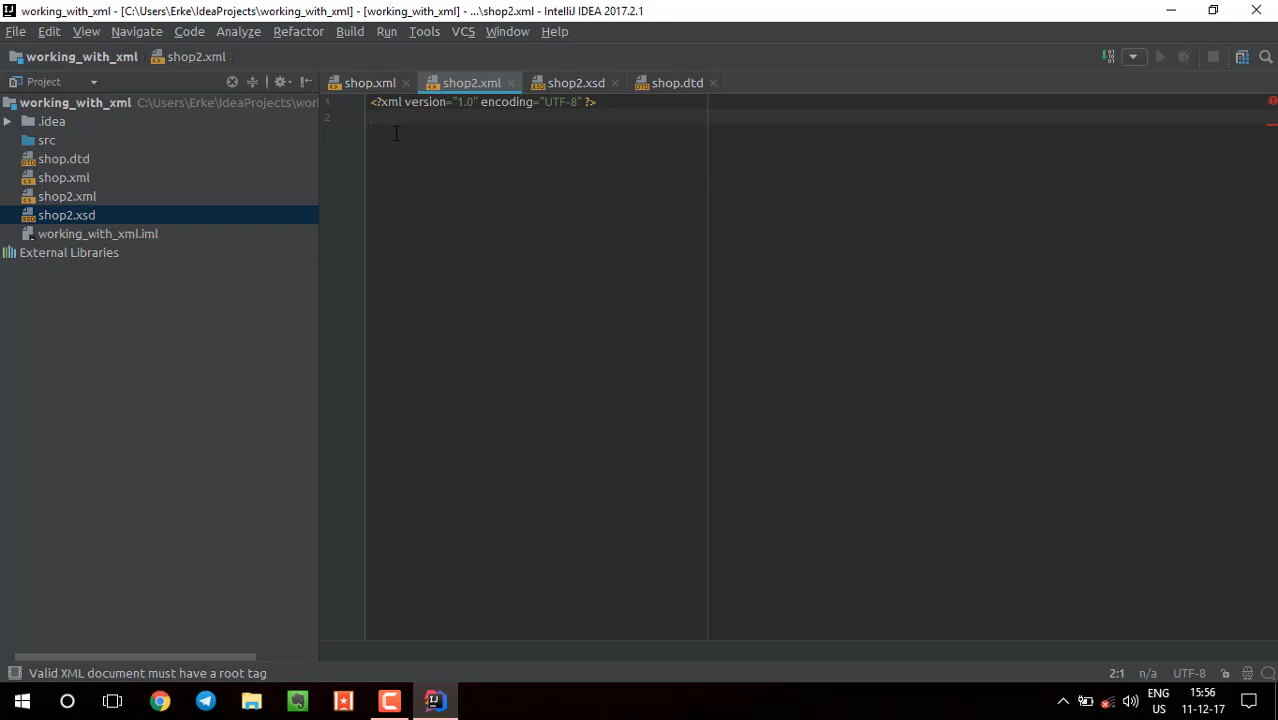 working_with_xml - [C:\Users\Erke\IdeaProjects\working_with_xml] - [working_with_xml] - ...\shop2.xml - IntelliJ IDEA 2017.2.1
File Edit View Navigate Code Analyze Refactor Build Run Tools VCS Window Help
working_with_xml shop2.xml
Project
shop.xml shop2.xml shop2.xsd shop.dtd
working_with_xml C:\Users\Erke\IdeaProjects\wor
.idea
src
shop.dtd
shop.xml
shop2.xml
shop2.xsd
working_with_xml.iml
External Libraries
1 <?xml version="1.0" encoding="UTF-8" ?>
2
Valid XML document must have a root tag 2:1 n/a UTF-8
ENG 15:56
US 11-12-17